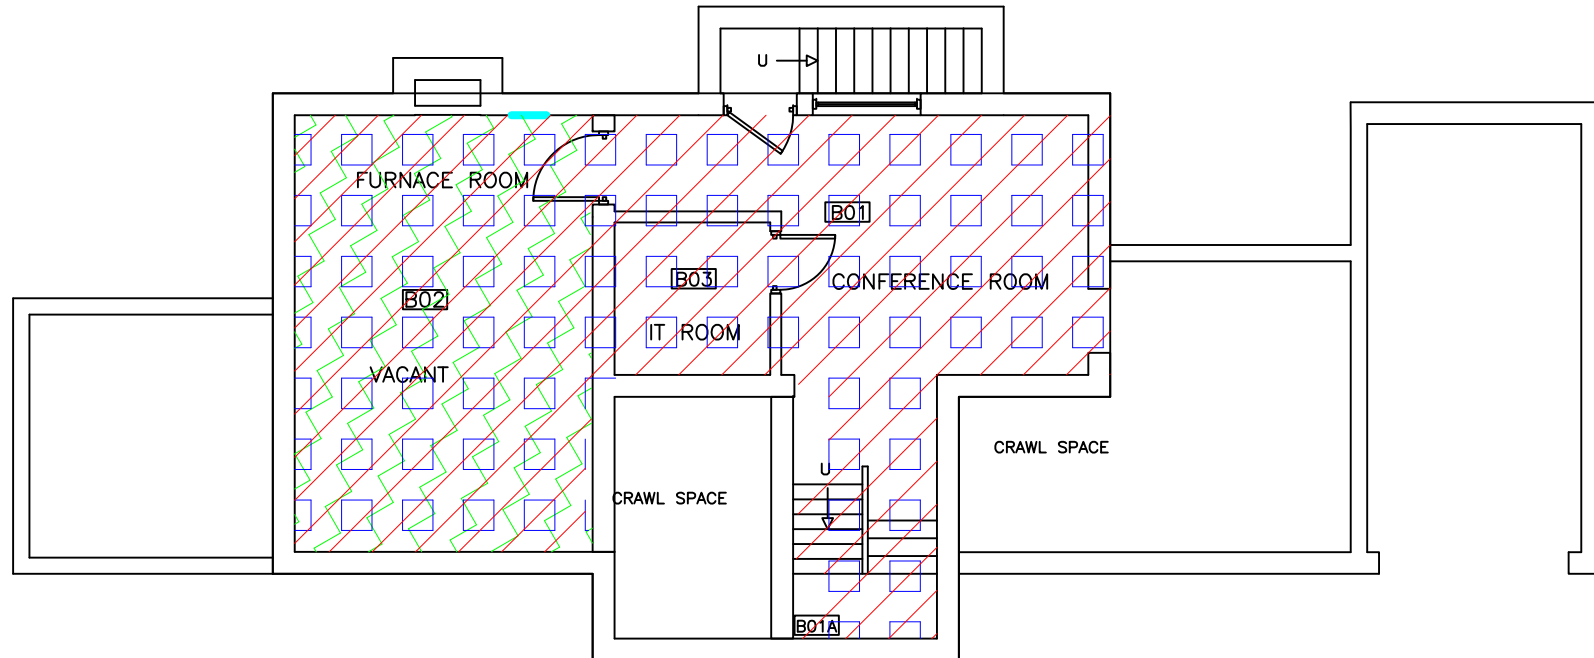 U
FURNACE ROOM
B01
B03
CONFERENCE ROOM
B02
IT ROOM
VACANT
CRAWL SPACE
U
CRAWL SPACE
B01A